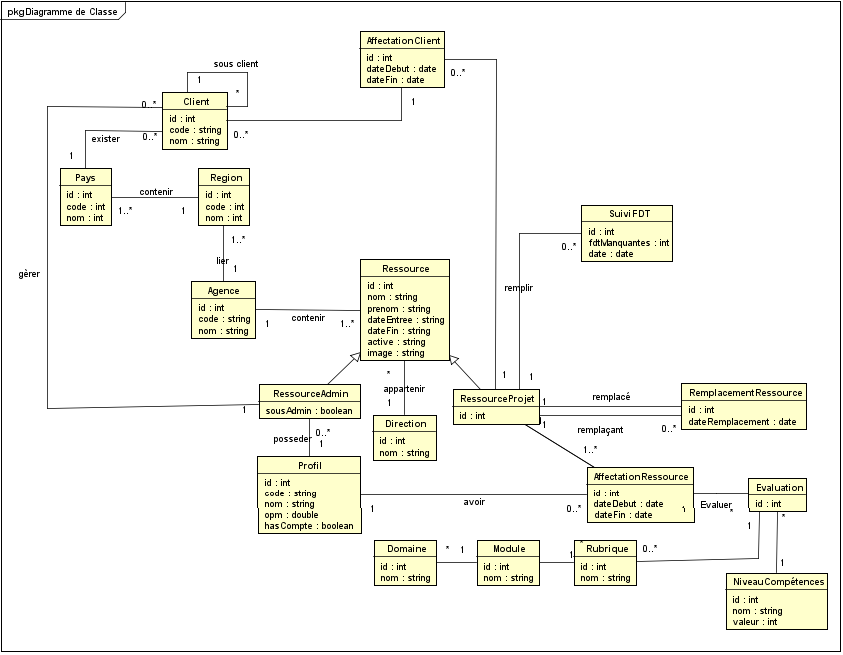 pkg Diagramme de Classe
AffectationClient
id : int
dateDebut : date
dateFin : date
0..*
1
sous client
1
*
Client
id : int
code : string
nom : string
0..*
0..*
0..*
exister
1
Pays
id : int
code : int
nom : int
contenir
1..*
1
Region
id : int
code : int
nom : int
1..*
lier
1
Agence
id : int
code : string
nom : string
1
contenir
1..*
gèrer
1
Ressource
id : int
nom : string
prenom : string
dateEntree : string
dateFin : string
active : string
image : string
Suivi FDT
id : int
fdtManquantes : int
date : date
0..*
remplir
1
1
*
appartenir
1
RessourceAdmin
sousAdmin : boolean
0..*
posseder
1
Direction
id : int
nom : string
RessourceProjet
id : int
1
remplacé
1
remplaçant
0..*
RemplacementRessource
id : int
dateRemplacement : date
1..*
Profil
id : int
code : string
nom : string
opm : double
hasCompte : boolean
1
avoir
0..*
AffectationRessource
id : int
dateDebut : date
dateFin : date
1
Evaluer
*
Evaluation
id : int
1
*
1
Domaine
id : int
nom : string
*
1
Module
id : int
nom : string
1
*
Rubrique
id : int
nom : string
0..*
NiveauCompétences
id : int
nom : string
valeur : int